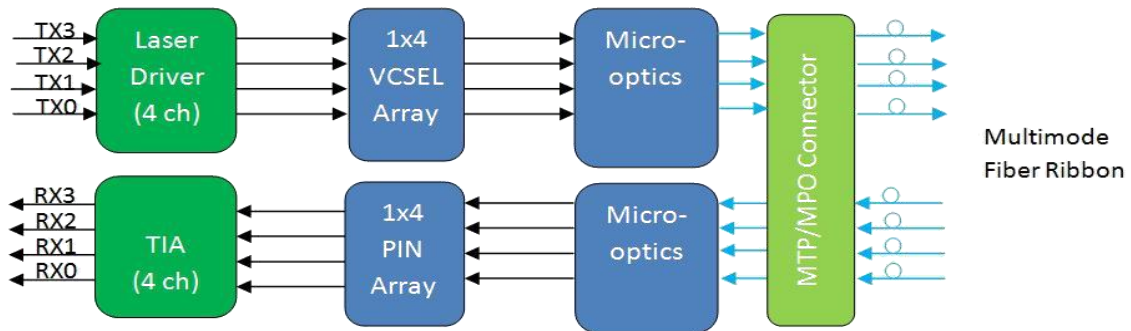 TX3
TX2
TX1
TX0
Laser
Driver
(4 ch)
1x4
VCSEL
Array
Micro-
optics
MTP/MPO Connector
Multimode
Fiber Ribbon
RX3
RX2
RX1
RX0
TIA
(4 ch)
1x4
PIN
Array
Micro-
optics